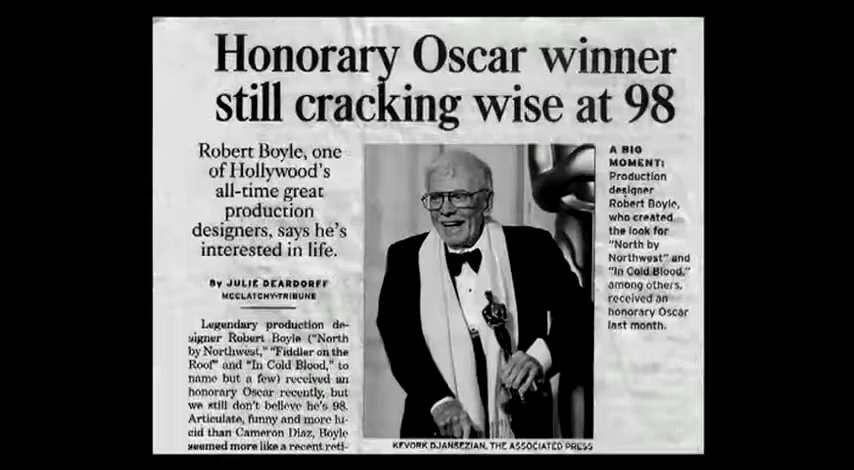 Honorary Oscar winner
still cracking wise at 98
Robert Boyle, one
of Hollywood's
all-time great
production
designers, says he's
interested in life.
By JULIE DEARDORFF
MCCLATCHY-TRIBUNE
Legendary production de-
signer Robert Boyle ("North
by Northwest," "Fiddler on the
Roof" and "In Cold Blood," to
name but a few) received an
honorary Oscar recently, but
we still don't believe he's 98.
Articulate, funny and more lu-
cid than Cameron Diaz, Boyle
seemed more like a recent reti-
A BIG
MOMENT:
Production
designer
Robert Boyle,
who created
the look for
"North by
Northwest" and
"In Cold Blood,"
among others,
received an
honorary Oscar
last month.
KEVORK DJANSEZIAN, THE ASSOCIATED PRESS